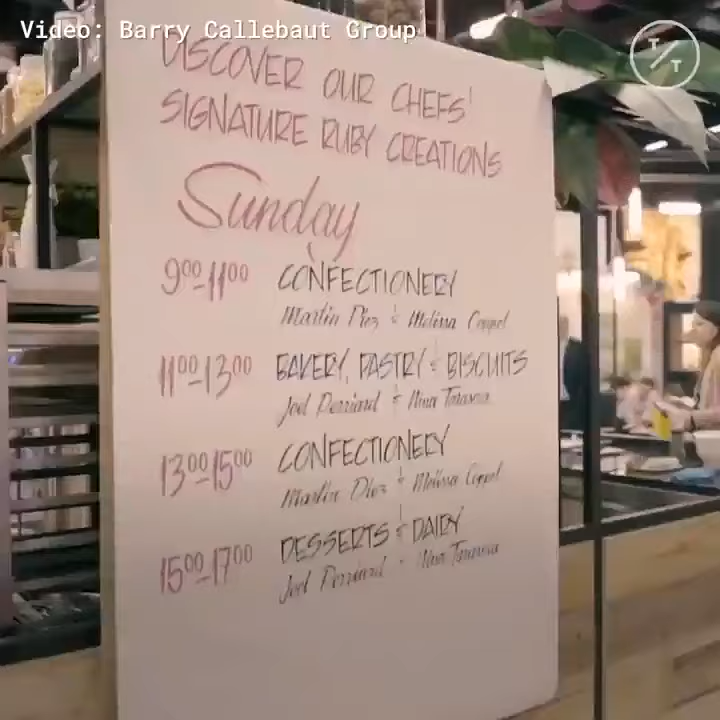 Video: Barry Callebaut Group
T/T
DISCOVER OUR CHEFS'
SIGNATURE RUBY CREATIONS
Sunday
9⁰⁰-11⁰⁰ CONFECTIONERY
Martin Diez & Melissa Coppel
11⁰⁰-13⁰⁰ BAKERY, PASTRY & BISCUITS
Joel Perriard & Nina Tarasova
13⁰⁰-15⁰⁰ CONFECTIONERY
Martin Diez & Melissa Coppel
15⁰⁰-17⁰⁰ DESSERTS & DAIRY
Joel Perriard & Nina Tarasova